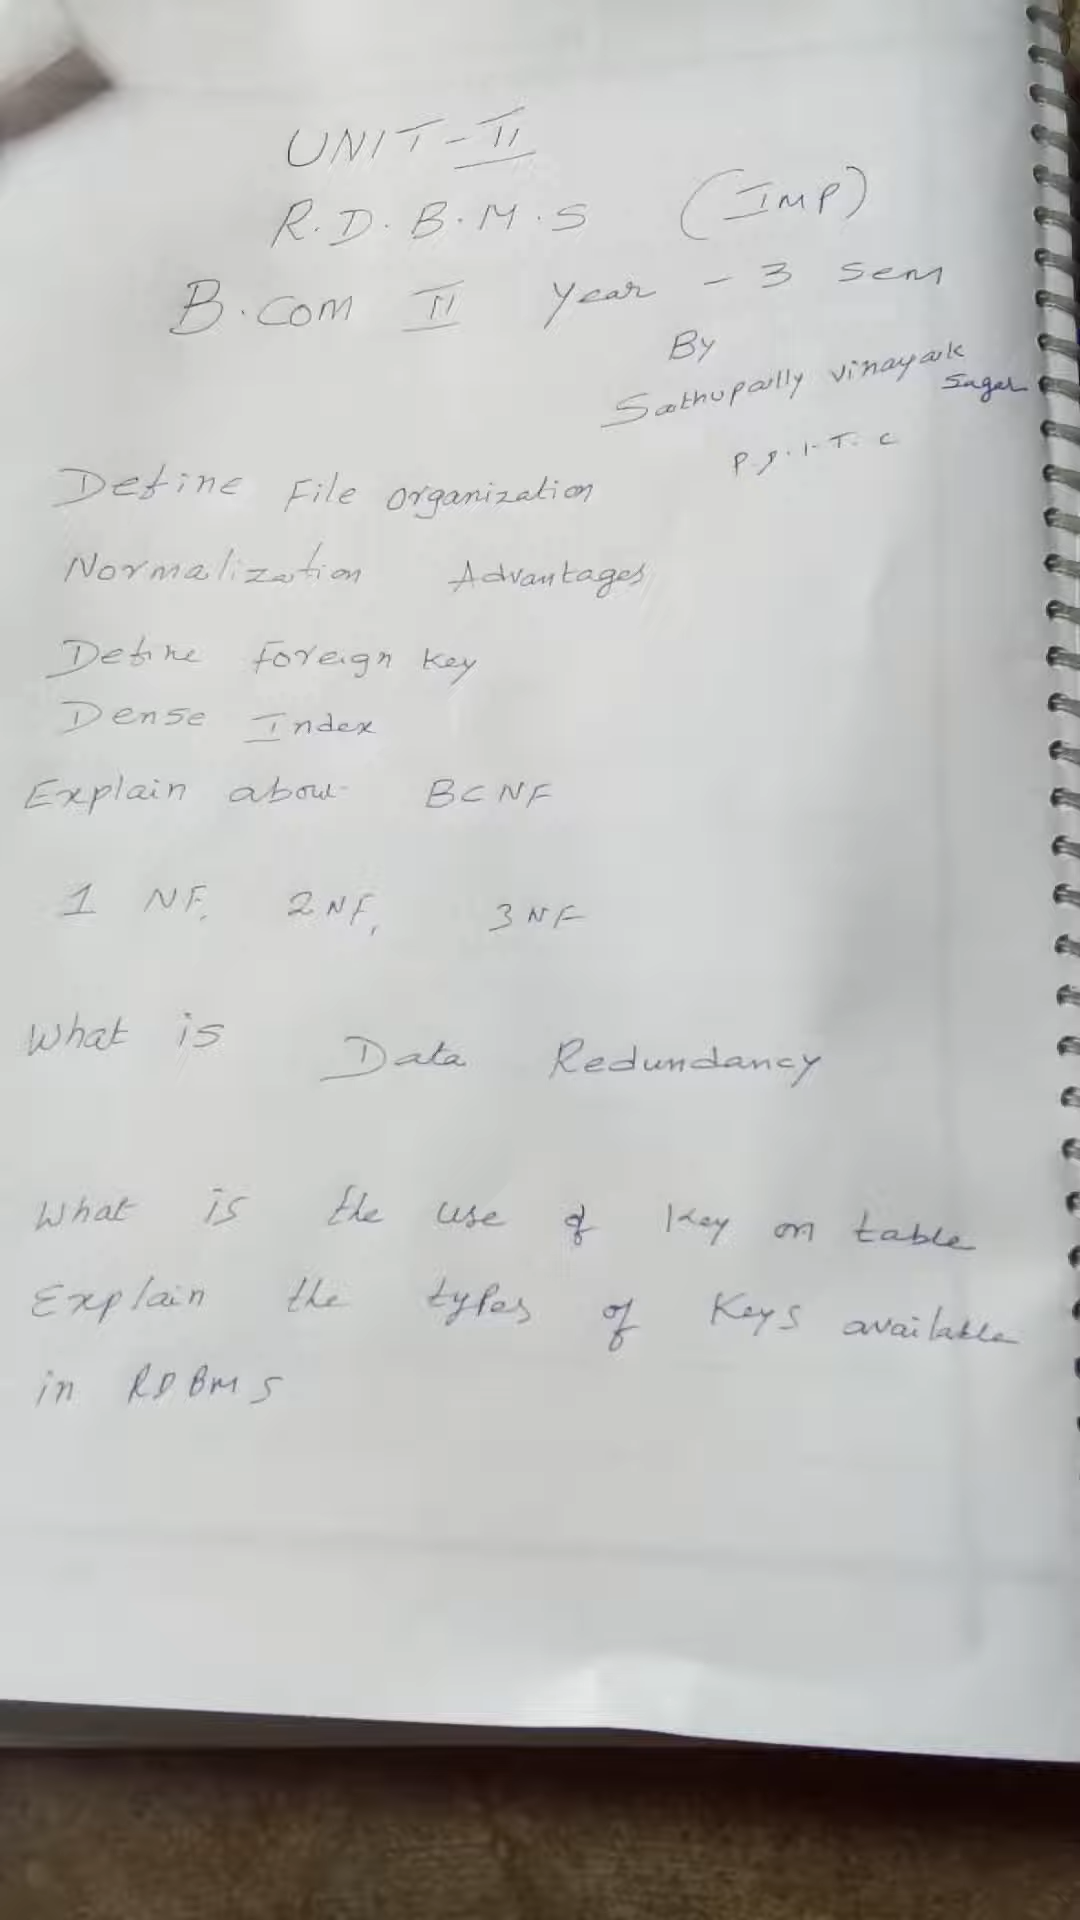 UNIT-II
R.D.B.M.S (IMP)
B.COM II Year - 3 Sem
By
Sathupally vinayak Sagar
Define File organization
Normalization Advantages
Define Foreign Key
Dense Index
Explain about BCNF
1 NF, 2NF, 3NF
What is Data Redundancy
What is the use of Key on table
Explain the types of Keys available
in RDBMS